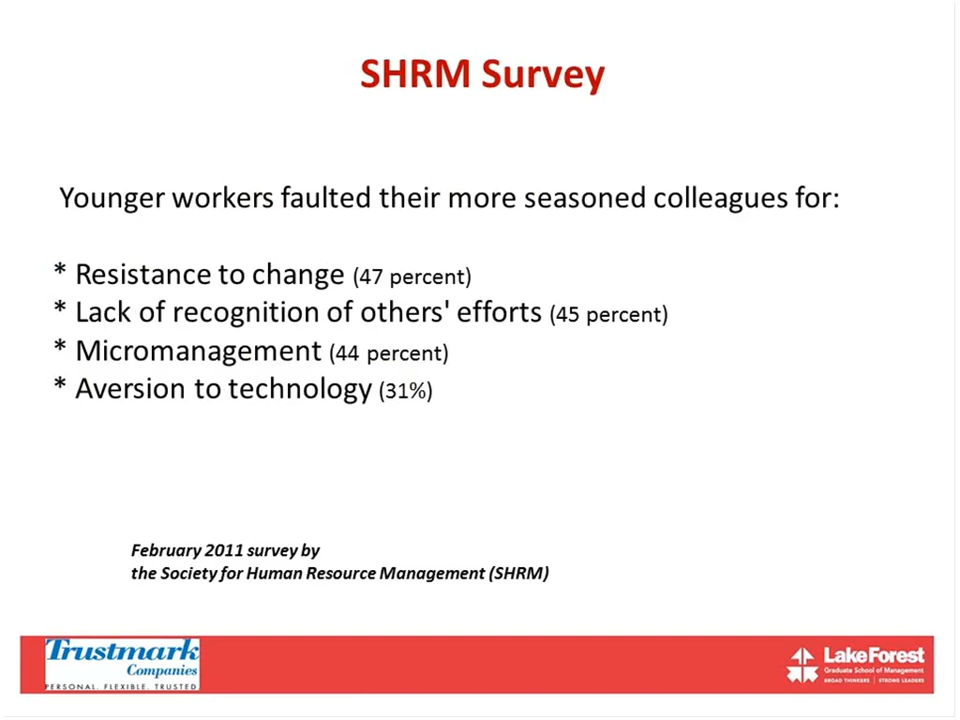 SHRM Survey
Younger workers faulted their more seasoned colleagues for:
* Resistance to change (47 percent)
* Lack of recognition of others' efforts (45 percent)
* Micromanagement (44 percent)
* Aversion to technology (31%)
February 2011 survey by
the Society for Human Resource Management (SHRM)
Trustmark
Companies
PERSONAL. FLEXIBLE. TRUSTED
Lake Forest
Graduate School of Management
BROAD THINKERS | STRONG LEADERS